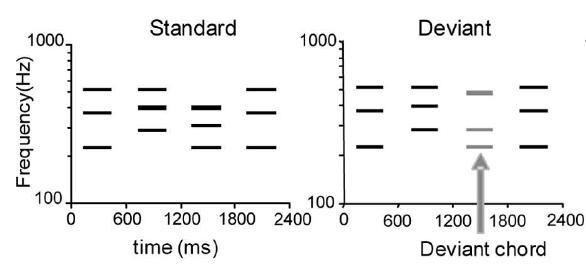 Standard
Deviant
1000
1000
Frequency(Hz)
100
100
0 600 1200 1800 2400
0 600 1200 1800 2400
time (ms)
Deviant chord